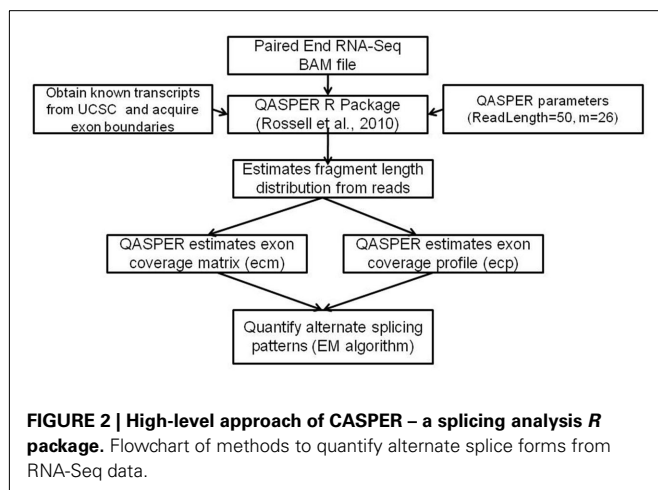 Paired End RNA-Seq
BAM file
Obtain known transcripts
from UCSC and acquire
exon boundaries
QASPER R Package
(Rossell et al., 2010)
QASPER parameters
(ReadLength=50, m=26)
Estimates fragment length
distribution from reads
QASPER estimates exon
coverage matrix (ecm)
QASPER estimates exon
coverage profile (ecp)
Quantify alternate splicing
patterns (EM algorithm)
FIGURE 2 | High-level approach of CASPER – a splicing analysis R
package. Flowchart of methods to quantify alternate splice forms from
RNA-Seq data.